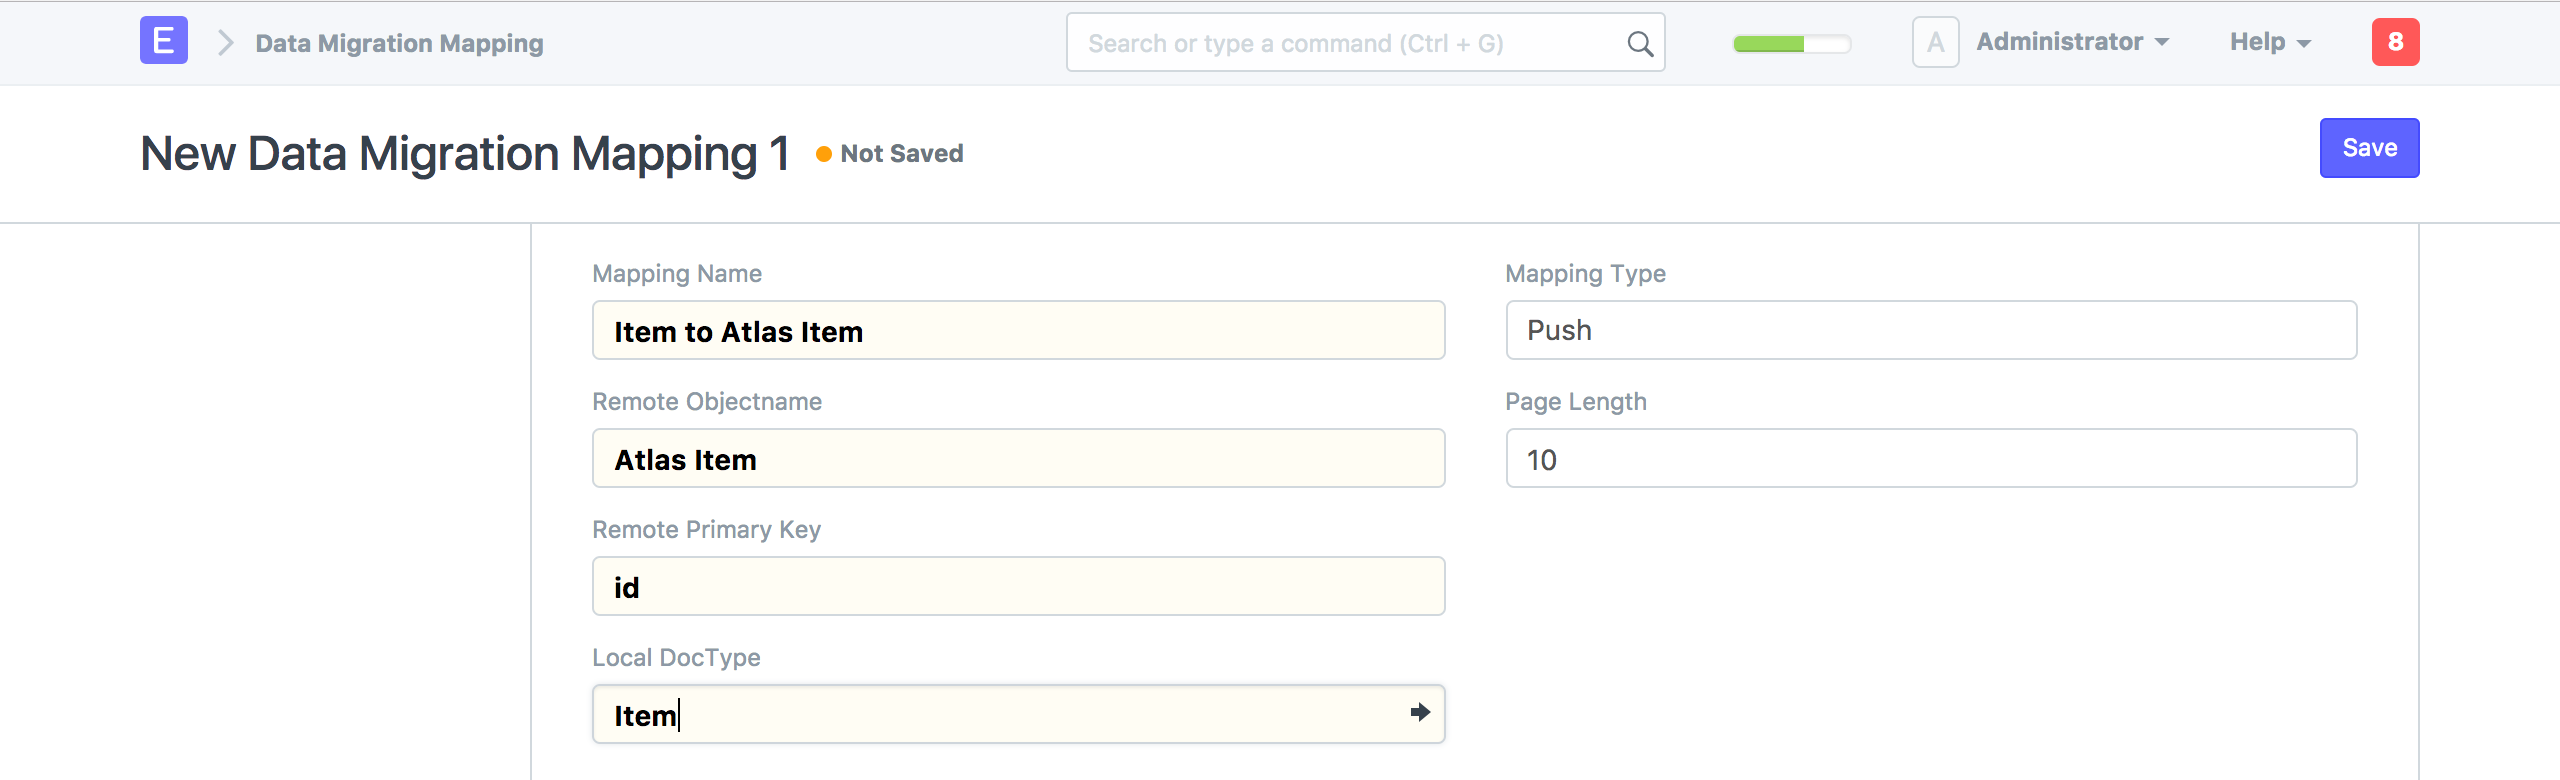 E Data Migration Mapping Search or type a command (Ctrl + G) A Administrator Help 8
New Data Migration Mapping 1 Not Saved Save
Mapping Name
Item to Atlas Item
Remote Objectname
Atlas Item
Remote Primary Key
id
Local DocType
Item
Mapping Type
Push
Page Length
10